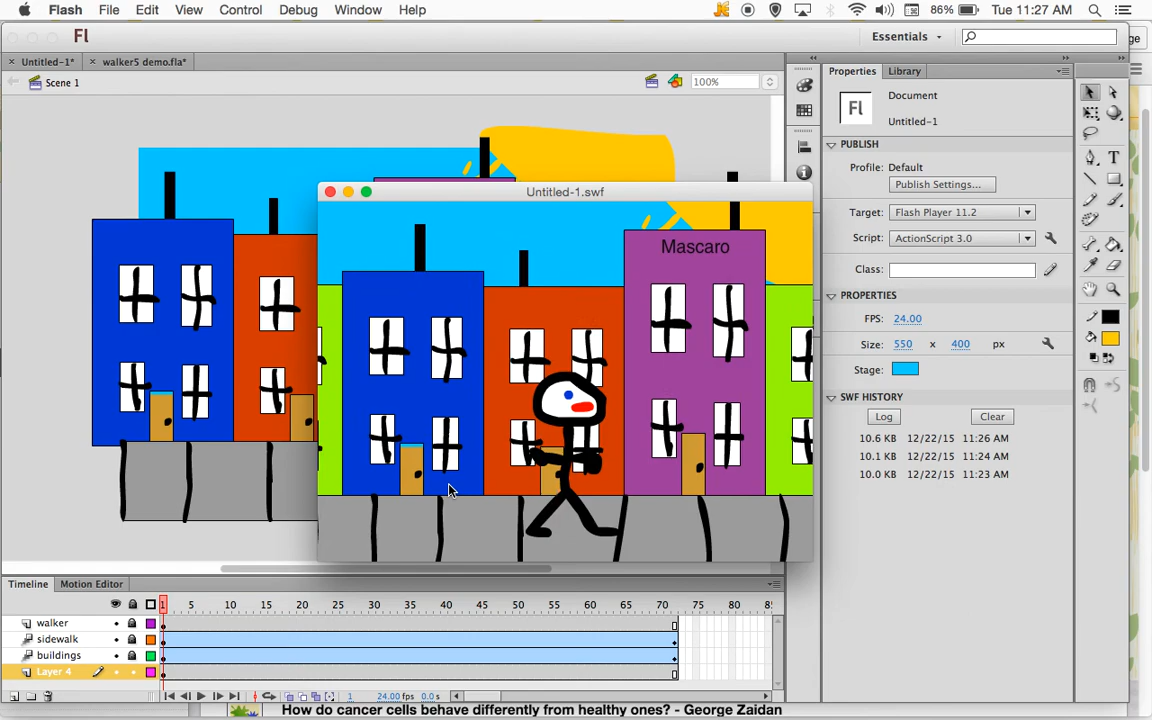 Flash File Edit View Control Debug Window Help 86% Tue 11:27 AM
Fl Essentials
Untitled-1* walker5 demo.fla*
Scene 1 100%
Untitled-1.swf
Mascaro
Properties Library
Fl Document
Untitled-1
PUBLISH
Profile: Default
Publish Settings...
Target: Flash Player 11.2
Script: ActionScript 3.0
Class:
PROPERTIES
FPS: 24.00
Size: 550 x 400 px
Stage:
SWF HISTORY
Log Clear
10.6 KB 12/22/15 11:26 AM
10.1 KB 12/22/15 11:24 AM
10.0 KB 12/22/15 11:23 AM
Timeline Motion Editor
1 5 10 15 20 25 30 35 40 45 50 55 60 65 70 75 80 85
walker
sidewalk
buildings
Layer 4
1 24.00 fps 0.0 s
How do cancer cells behave differently from healthy ones? - George Zaidan